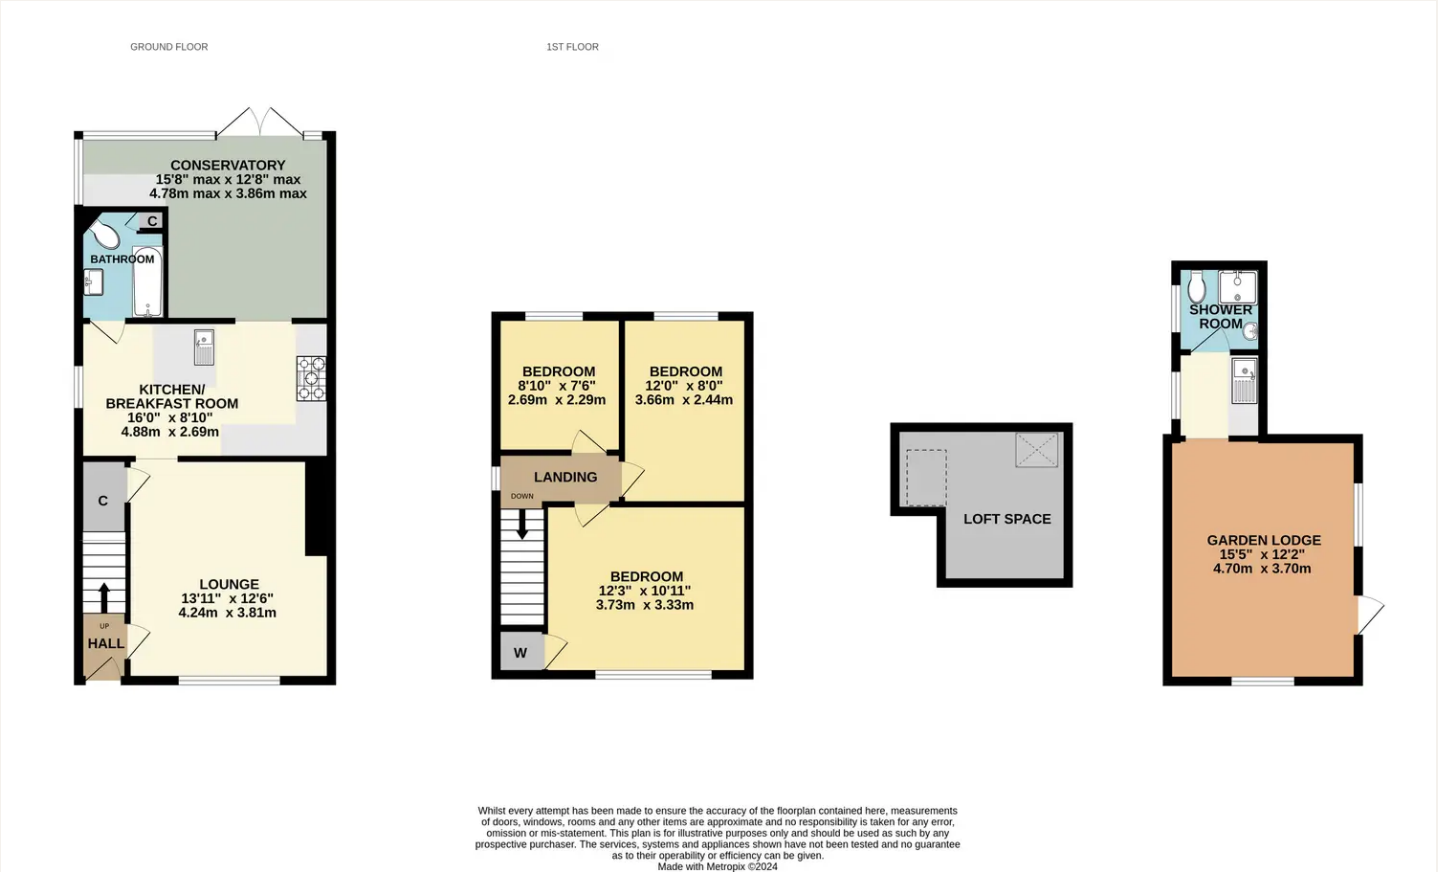 GROUND FLOOR
1ST FLOOR
CONSERVATORY
15'8" max x 12'8" max
4.78m max x 3.86m max
C
BATHROOM
KITCHEN/
BREAKFAST ROOM
16'0" x 8'10"
4.88m x 2.69m
C
LOUNGE
13'11" x 12'6"
4.24m x 3.81m
UP
HALL
BEDROOM
8'10" x 7'6"
2.69m x 2.29m
BEDROOM
12'0" x 8'0"
3.66m x 2.44m
LANDING
DOWN
BEDROOM
12'3" x 10'11"
3.73m x 3.33m
W
LOFT SPACE
SHOWER
ROOM
GARDEN LODGE
15'5" x 12'2"
4.70m x 3.70m
Whilst every attempt has been made to ensure the accuracy of the floorplan contained here, measurements
of doors, windows, rooms and any other items are approximate and no responsibility is taken for any error,
omission or mis-statement. This plan is for illustrative purposes only and should be used as such by any
prospective purchaser. The services, systems and appliances shown have not been tested and no guarantee
as to their operability or efficiency can be given.
Made with Metropix ©2024